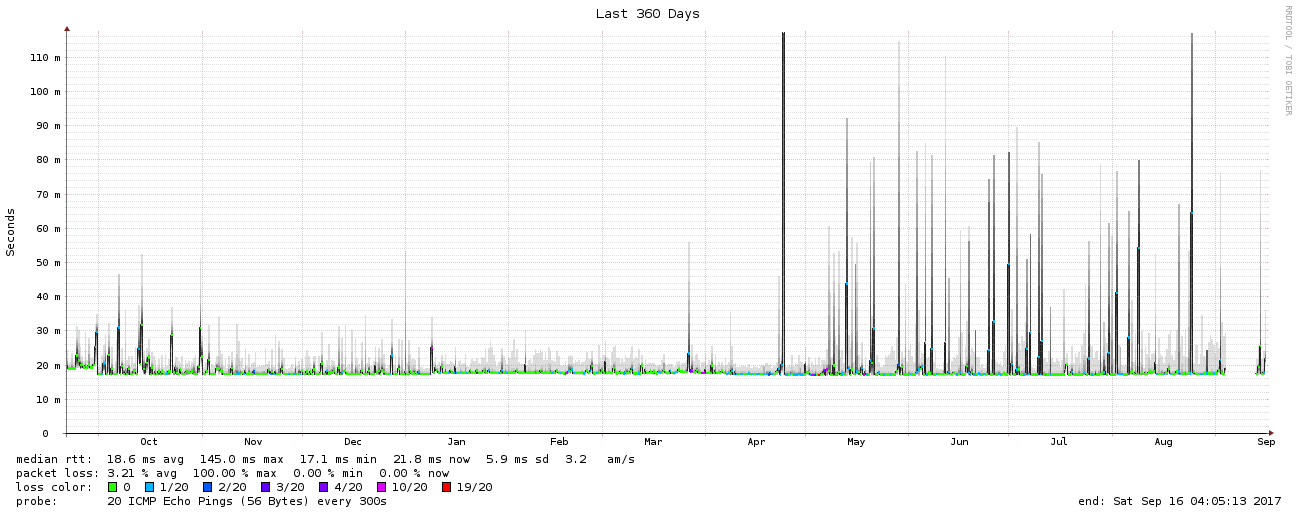 Last 360 Days
RRDTOOL / TOBI OETIKER
Seconds
110 m
100 m
90 m
80 m
70 m
60 m
50 m
40 m
30 m
20 m
10 m
0
Oct Nov Dec Jan Feb Mar Apr May Jun Jul Aug Sep
median rtt: 18.6 ms avg 145.0 ms max 17.1 ms min 21.8 ms now 5.9 ms sd 3.2 am/s
packet loss: 3.21 % avg 100.00 % max 0.00 % min 0.00 % now
loss color: 0 1/20 2/20 3/20 4/20 10/20 19/20
probe: 20 ICMP Echo Pings (56 Bytes) every 300s end: Sat Sep 16 04:05:13 2017